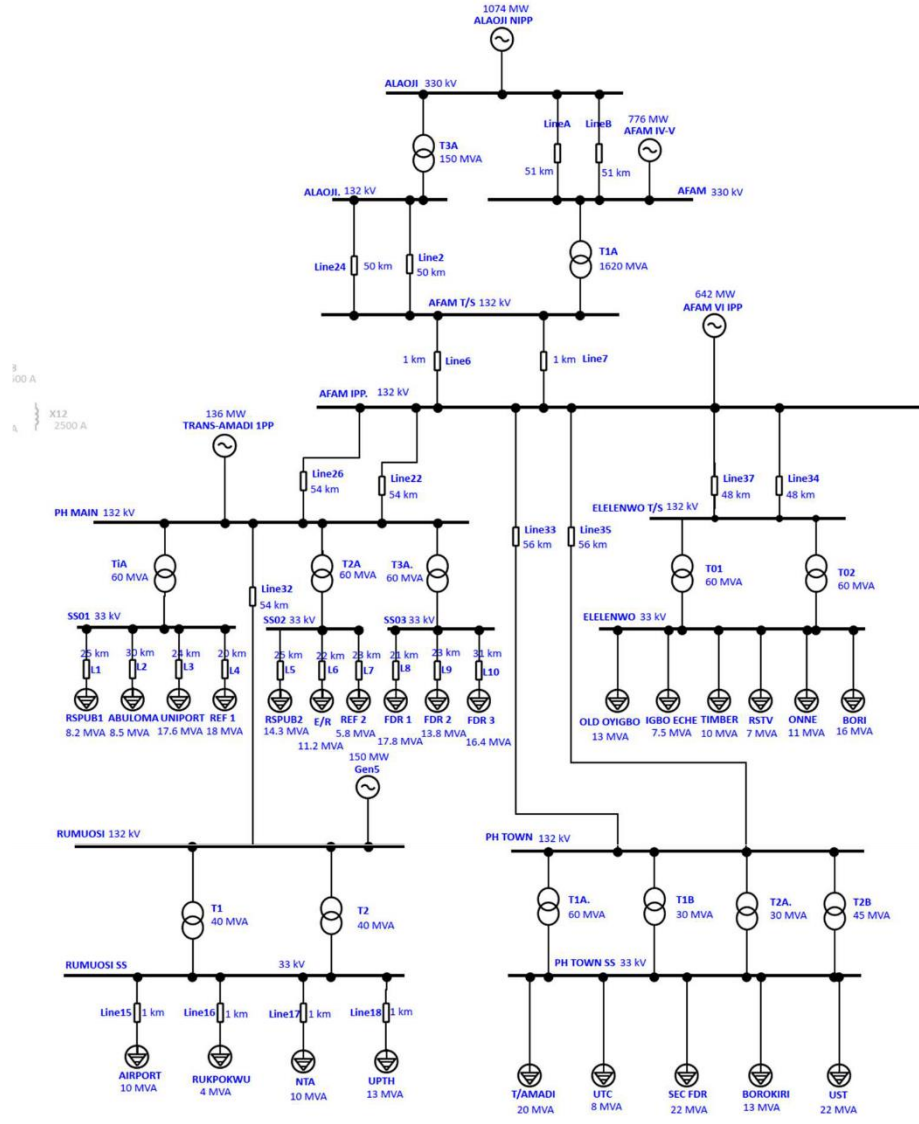 1074 MW
ALAOJI NIPP
ALAOJI 330 kV
LineA
LineB
776 MW
AFAM IV-V
T3A
150 MVA
51 km
51 km
ALAOJI. 132 kV
AFAM 330 kV
Line24
50 km
Line2
50 km
T1A
1620 MVA
AFAM T/S 132 kV
642 MW
AFAM VI IPP
1 km
Line6
1 km
Line7
X12
2500 A
AFAM IPP. 132 kV
136 MW
TRANS-AMADI 1PP
Line26
54 km
Line22
54 km
Line37
48 km
Line34
48 km
PH MAIN 132 kV
ELELENWO T/S 132 kV
Line33
56 km
Line35
56 km
TiA
60 MVA
Line32
54 km
T2A
60 MVA
T3A.
60 MVA
T01
60 MVA
T02
60 MVA
SS01 33 kV
SS02 33 kV
SS03 33 kV
ELELENWO 33 kV
25 km
30 km
24 km
20 km
25 km
22 km
23 km
21 km
23 km
31 km
L1
L2
L3
L4
L5
L6
L7
L8
L9
L10
RSPUB1
8.2 MVA
ABULOMA
8.5 MVA
UNIPORT
17.6 MVA
REF 1
18 MVA
RSPUB2
14.3 MVA
E/R
11.2 MVA
REF 2
5.8 MVA
FDR 1
17.8 MVA
FDR 2
13.8 MVA
FDR 3
16.4 MVA
OLD OYIGBO
13 MVA
IGBO ECHE
7.5 MVA
TIMBER
10 MVA
RSTV
7 MVA
ONNE
11 MVA
BORI
16 MVA
150 MW
Gen5
RUMUOSI 132 kV
PH TOWN 132 kV
T1
40 MVA
T2
40 MVA
T1A.
60 MVA
T1B
30 MVA
T2A.
30 MVA
T2B
45 MVA
RUMUOSI SS 33 kV
PH TOWN SS 33 kV
Line15
1 km
Line16
1 km
Line17
1 km
Line18
1 km
AIRPORT
10 MVA
RUKPOKWU
4 MVA
NTA
10 MVA
UPTH
13 MVA
T/AMADI
20 MVA
UTC
8 MVA
SEC FDR
22 MVA
BOROKIRI
13 MVA
UST
22 MVA